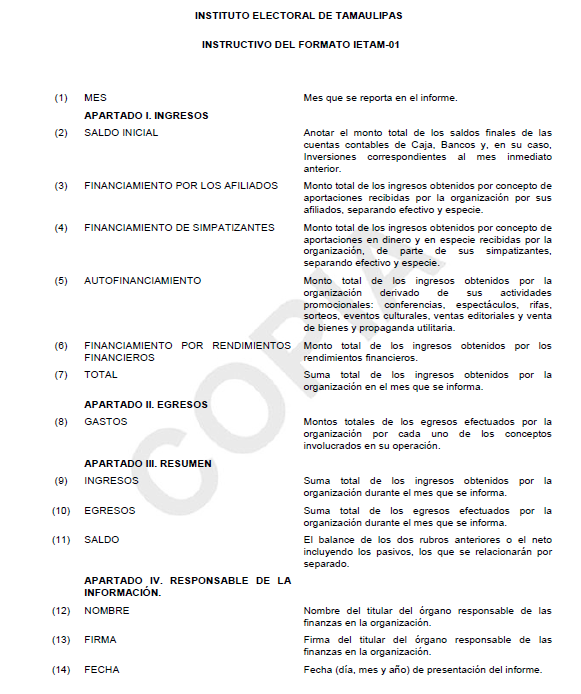 INSTITUTO ELECTORAL DE TAMAULIPAS
INSTRUCTIVO DEL FORMATO IETAM-01
(1) MES Mes que se reporta en el informe.
APARTADO I. INGRESOS
(2) SALDO INICIAL Anotar el monto total de los saldos finales de las
cuentas contables de Caja, Bancos y, en su caso,
Inversiones correspondientes al mes inmediato
anterior.
(3) FINANCIAMIENTO POR LOS AFILIADOS Monto total de los ingresos obtenidos por concepto de
aportaciones recibidas por la organización por sus
afiliados, separando efectivo y especie.
(4) FINANCIAMIENTO DE SIMPATIZANTES Monto total de los ingresos obtenidos por concepto de
aportaciones en dinero y en especie recibidas por la
organización, de parte de sus simpatizantes,
separando efectivo y especie.
(5) AUTOFINANCIAMIENTO Monto total de los ingresos obtenidos por la
organización derivado de sus actividades
promocionales: conferencias, espectáculos, rifas,
sorteos, eventos culturales, ventas editoriales y venta
de bienes y propaganda utilitaria.
(6) FINANCIAMIENTO POR RENDIMIENTOS Monto total de los ingresos obtenidos por los
FINANCIEROS rendimientos financieros.
(7) TOTAL Suma total de los ingresos obtenidos por la
organización en el mes que se informa.
APARTADO II. EGRESOS
(8) GASTOS Montos totales de los egresos efectuados por la
organización por cada uno de los conceptos
involucrados en su operación.
APARTADO III. RESUMEN
(9) INGRESOS Suma total de los ingresos obtenidos por la
organización durante el mes que se informa.
(10) EGRESOS Suma total de los egresos efectuados por la
organización durante el mes que se informa.
(11) SALDO El balance de los dos rubros anteriores o el neto
incluyendo los pasivos, los que se relacionarán por
separado.
APARTADO IV. RESPONSABLE DE LA
INFORMACIÓN.
(12) NOMBRE Nombre del titular del órgano responsable de las
finanzas en la organización.
(13) FIRMA Firma del titular del órgano responsable de las
finanzas en la organización.
(14) FECHA Fecha (día, mes y año) de presentación del informe.
COPIA